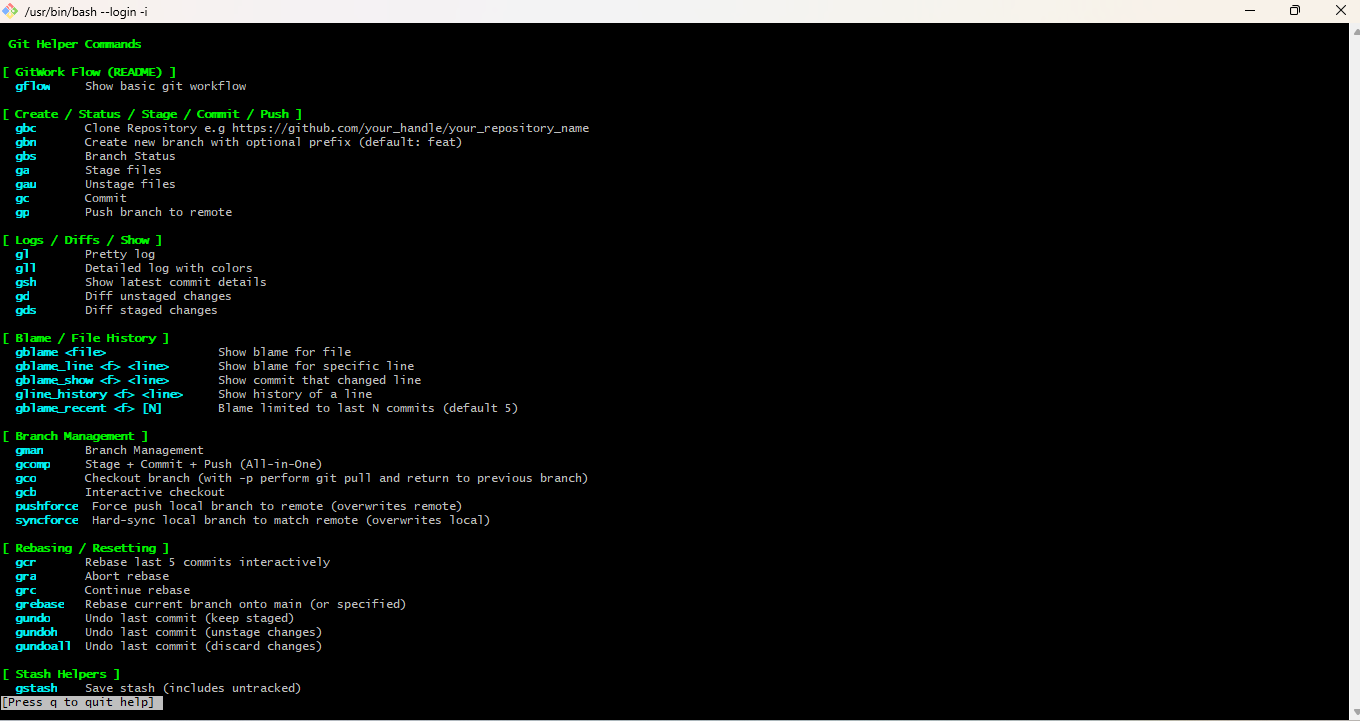 /usr/bin/bash --login -i
Git Helper Commands
[ GitWork Flow (README) ]
gflow Show basic git workflow
[ Create / Status / Stage / Commit / Push ]
gbc Clone Repository e.g https://github.com/your_handle/your_repository_name
gbn Create new branch with optional prefix (default: feat)
gbs Branch Status
ga Stage files
gau Unstage files
gc Commit
gp Push branch to remote
[ Logs / Diffs / Show ]
gl Pretty log
gll Detailed log with colors
gsh Show latest commit details
gd Diff unstaged changes
gds Diff staged changes
[ Blame / File History ]
gblame <file> Show blame for file
gblame_line <f> <line> Show blame for specific line
gblame_show <f> <line> Show commit that changed line
gline_history <f> <line> Show history of a line
gblame_recent <f> [N] Blame limited to last N commits (default 5)
[ Branch Management ]
gman Branch Management
gcomp Stage + Commit + Push (All-in-One)
gco Checkout branch (with -p perform git pull and return to previous branch)
gcb Interactive checkout
pushforce Force push local branch to remote (overwrites remote)
syncforce Hard-sync local branch to match remote (overwrites local)
[ Rebasing / Resetting ]
gcr Rebase last 5 commits interactively
gra Abort rebase
grc Continue rebase
grebase Rebase current branch onto main (or specified)
gundo Undo last commit (keep staged)
gundoh Undo last commit (unstage changes)
gundoall Undo last commit (discard changes)
[ Stash Helpers ]
gstash Save stash (includes untracked)
[Press q to quit help]